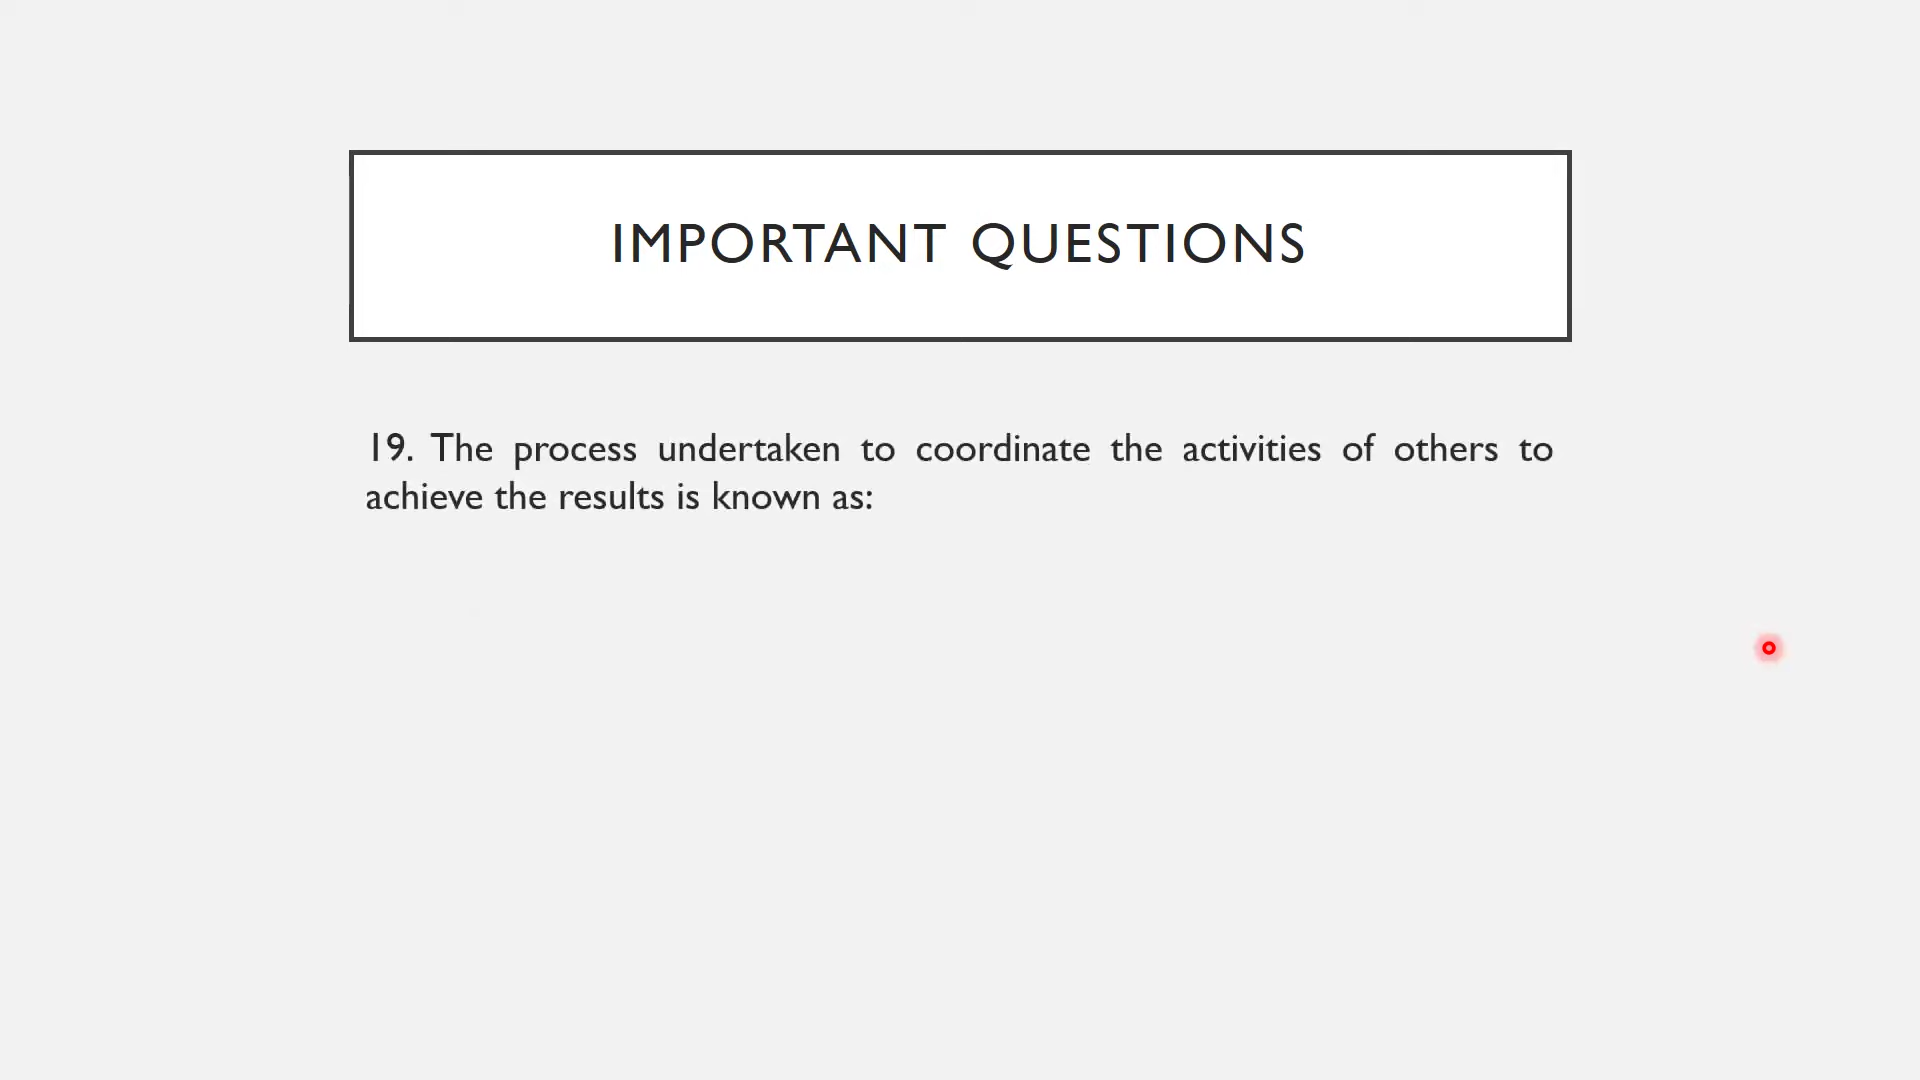 IMPORTANT QUESTIONS
19. The process undertaken to coordinate the activities of others to
achieve the results is known as: